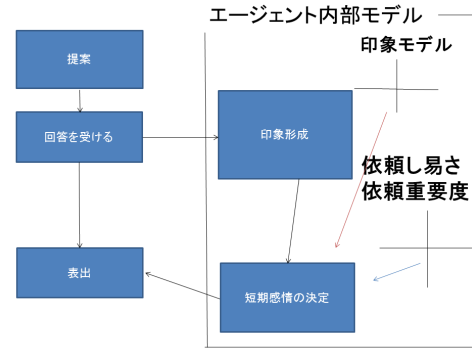 エージェント内部モデル
印象モデル
提案
回答を受ける
印象形成
依頼し易さ
依頼重要度
表出
短期感情の決定